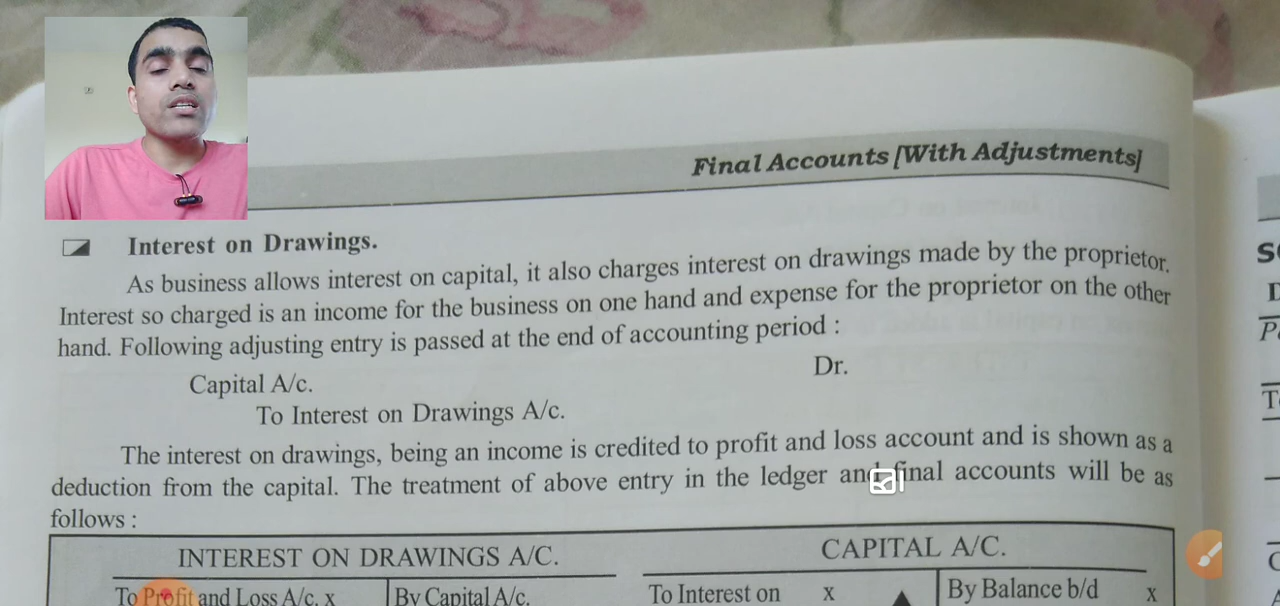 Final Accounts [With Adjustments]
Interest on Drawings.
As business allows interest on capital, it also charges interest on drawings made by the proprietor.
Interest so charged is an income for the business on one hand and expense for the proprietor on the other
hand. Following adjusting entry is passed at the end of accounting period :
Capital A/c. Dr.
To Interest on Drawings A/c.
The interest on drawings, being an income is credited to profit and loss account and is shown as a
deduction from the capital. The treatment of above entry in the ledger and final accounts will be as
follows :
INTEREST ON DRAWINGS A/C. CAPITAL A/C.
To Profit and Loss A/c. x By Capital A/c. To Interest on x By Balance b/d x